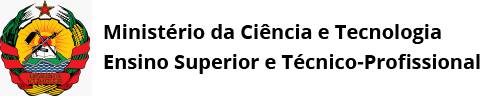 Ministério da Ciência e Tecnologia
Ensino Superior e Técnico-Profissional